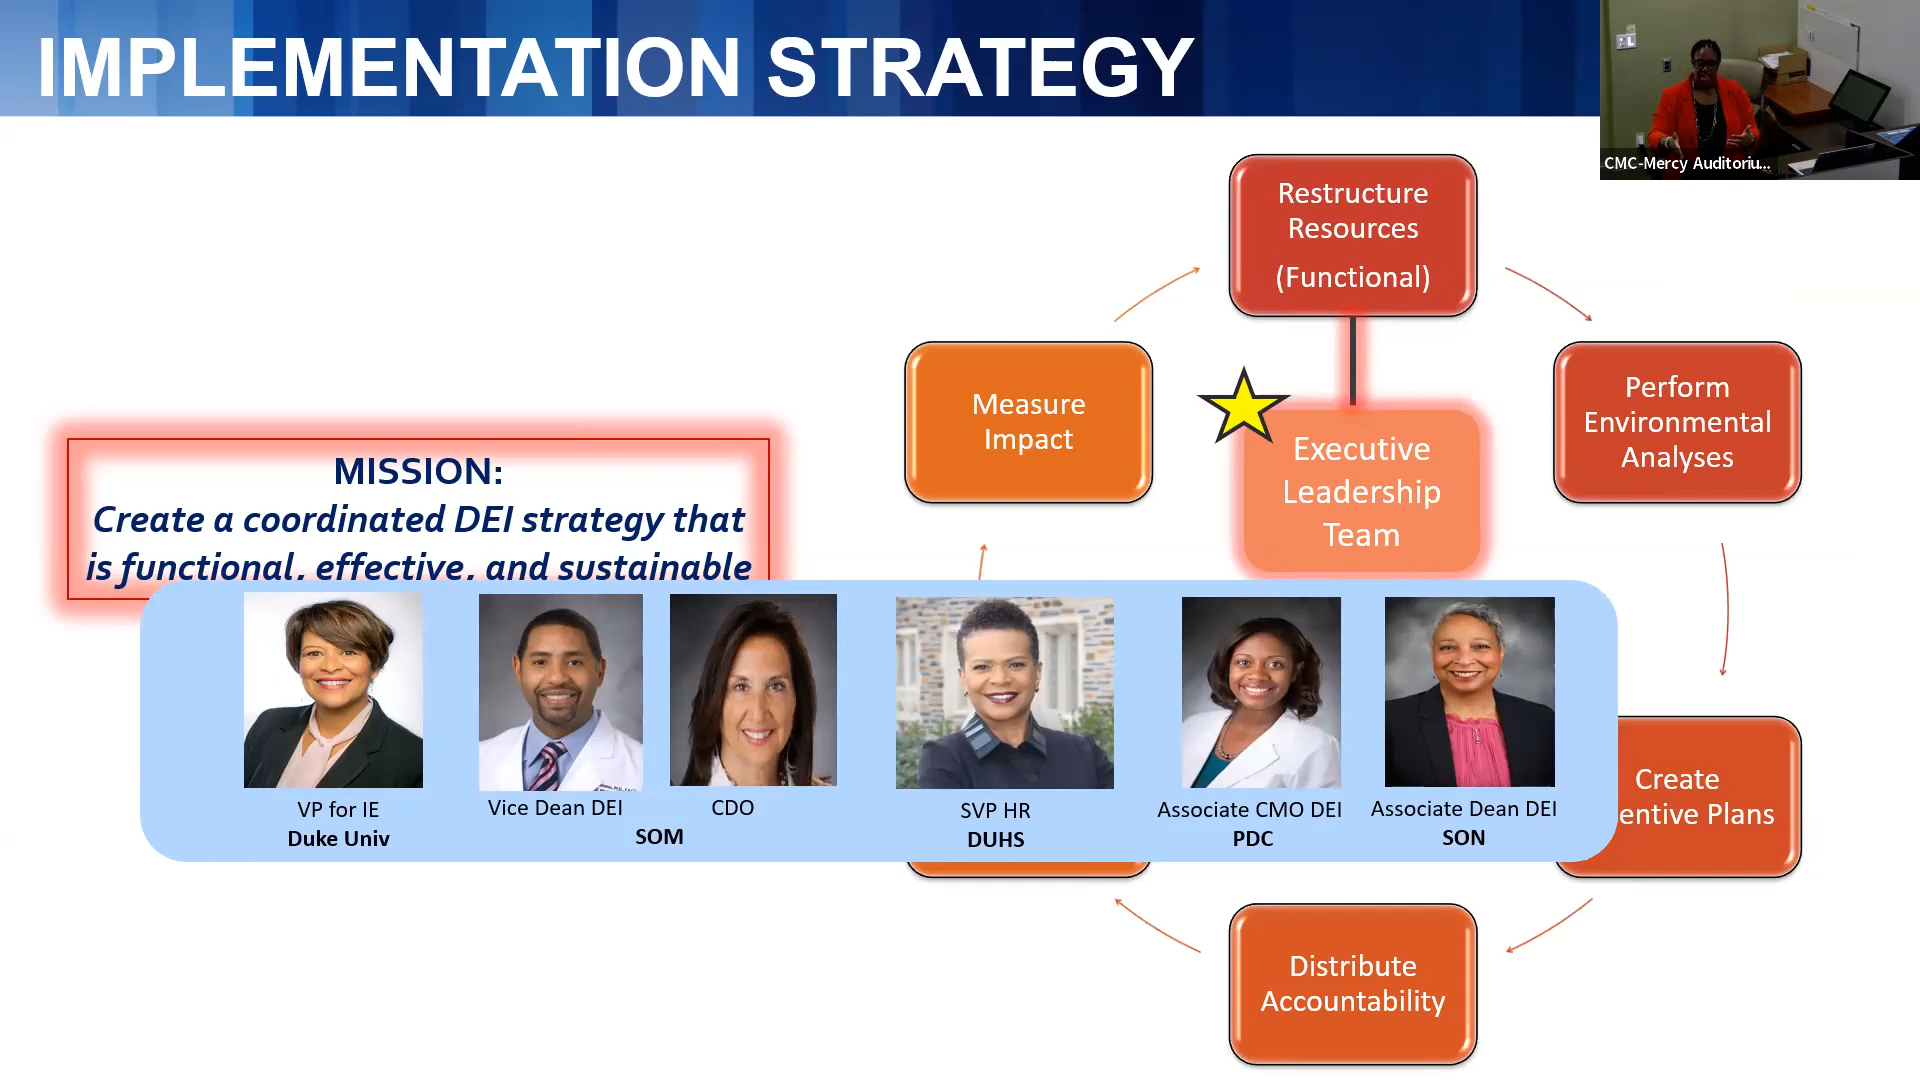 IMPLEMENTATION STRATEGY
CMC-Mercy Auditoriu...
Restructure
Resources
(Functional)
Perform
Environmental
Analyses
Measure
Impact
Executive
Leadership
Team
MISSION:
Create a coordinated DEI strategy that
is functional, effective, and sustainable
VP for IE
Duke Univ
Vice Dean DEI
CDO
SOM
SVP HR
DUHS
Associate CMO DEI
PDC
Associate Dean DEI
SON
Create
entive Plans
Distribute
Accountability